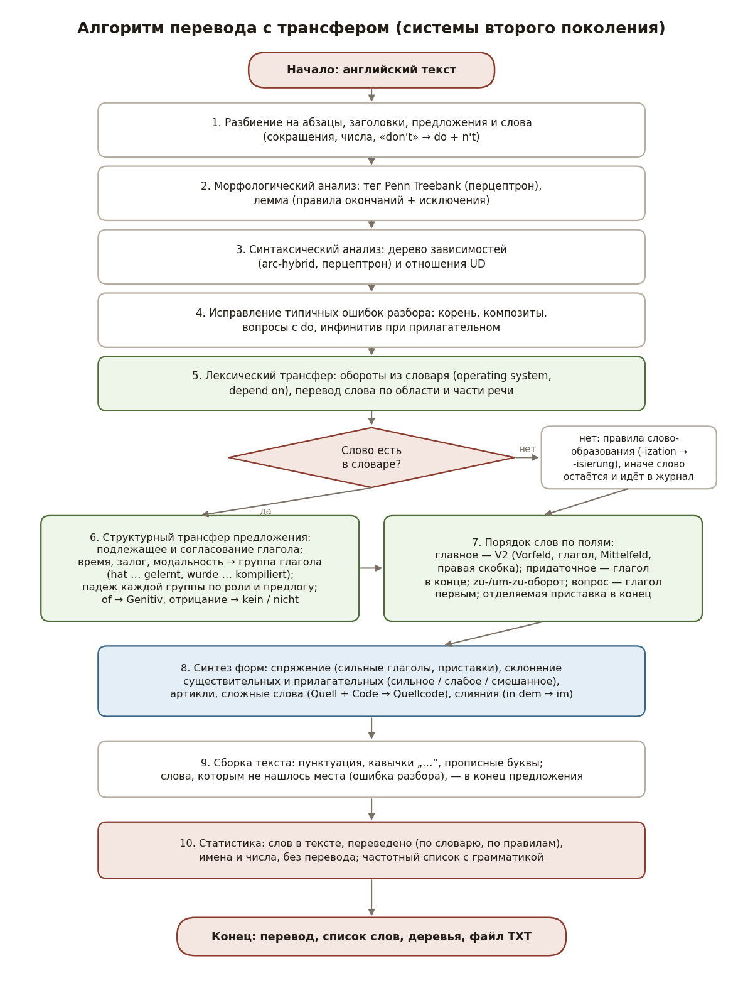 Алгоритм перевода с трансфером (системы второго поколения)
Начало: английский текст
1. Разбиение на абзацы, заголовки, предложения и слова
(сокращения, числа, «don't» → do + n't)
2. Морфологический анализ: тег Penn Treebank (перцептрон),
лемма (правила окончаний + исключения)
3. Синтаксический анализ: дерево зависимостей
(arc-hybrid, перцептрон) и отношения UD
4. Исправление типичных ошибок разбора: корень, композиты,
вопросы с do, инфинитив при прилагательном
5. Лексический трансфер: обороты из словаря (operating system,
depend on), перевод слова по области и части речи
Слово есть
в словаре?
нет
нет: правила слово-
образования (-ization →
-isierung), иначе слово
остаётся и идёт в журнал
да
6. Структурный трансфер предложения:
подлежащее и согласование глагола;
время, залог, модальность → группа глагола
(hat … gelernt, wurde … kompiliert);
падеж каждой группы по роли и предлогу;
of → Genitiv, отрицание → kein / nicht
7. Порядок слов по полям:
главное — V2 (Vorfeld, глагол, Mittelfeld,
правая скобка); придаточное — глагол
в конце; zu-/um-zu-оборот; вопрос — глагол
первым; отделяемая приставка в конец
8. Синтез форм: спряжение (сильные глаголы, приставки), склонение
существительных и прилагательных (сильное / слабое / смешанное),
артикли, сложные слова (Quell + Code → Quellcode), слияния (in dem → im)
9. Сборка текста: пунктуация, кавычки „…“, прописные буквы;
слова, которым не нашлось места (ошибка разбора), — в конец предложения
10. Статистика: слов в тексте, переведено (по словарю, по правилам),
имена и числа, без перевода; частотный список с грамматикой
Конец: перевод, список слов, деревья, файл TXT